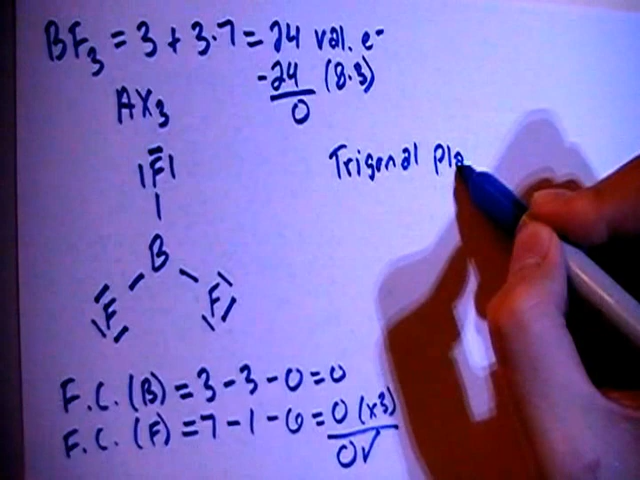 BF₃ = 3 + 3·7 = 24 val. e⁻
-24 (8·3)
0
AX₃
Trigonal Pla
F
B
F F
F.C. (B) = 3 - 3 - 0 = 0
F.C. (F) = 7 - 1 - 6 = 0 (x3)
0✓